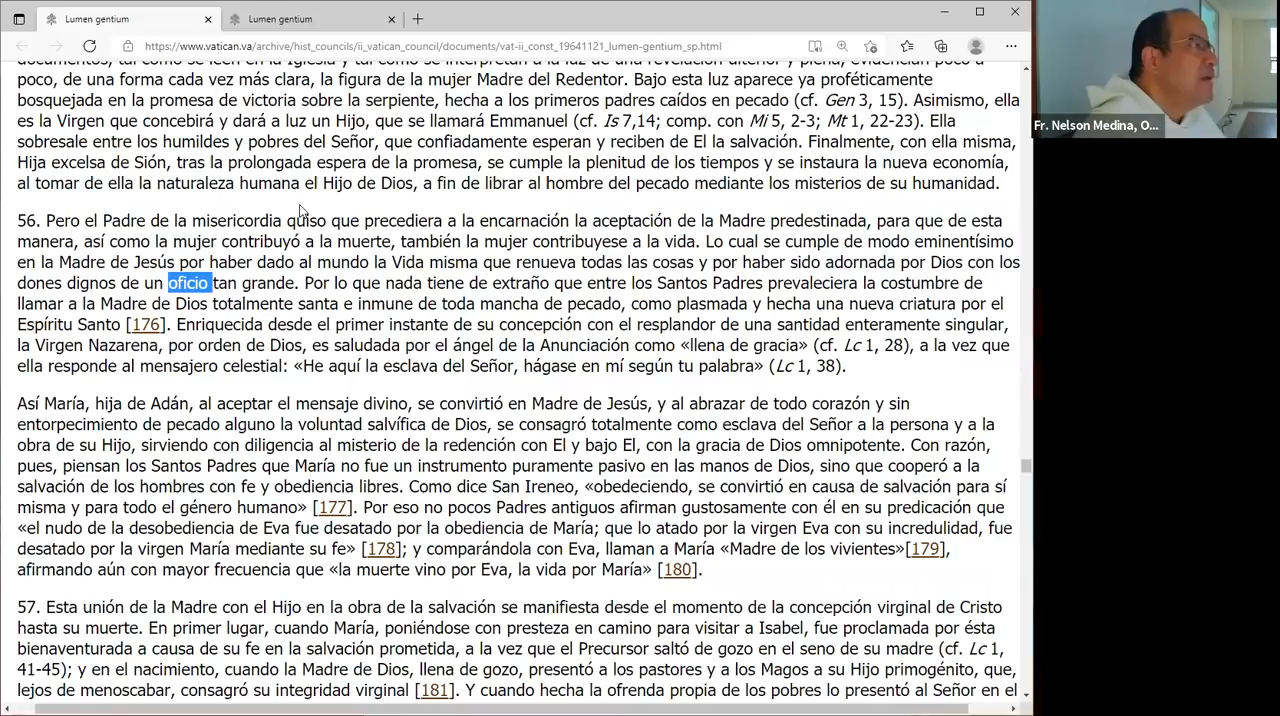 Lumen gentium
Lumen gentium
https://www.vatican.va/archive/hist_councils/ii_vatican_council/documents/vat-ii_const_19641121_lumen-gentium_sp.html
documentos, tal como se leen en la Iglesia y tal como se interpretan a la luz de una revelación ulterior y plena, evidencian poco a
poco, de una forma cada vez más clara, la figura de la mujer Madre del Redentor. Bajo esta luz aparece ya proféticamente
bosquejada en la promesa de victoria sobre la serpiente, hecha a los primeros padres caídos en pecado (cf. Gen 3, 15). Asimismo, ella
es la Virgen que concebirá y dará a luz un Hijo, que se llamará Emmanuel (cf. Is 7,14; comp. con Mi 5, 2-3; Mt 1, 22-23). Ella
sobresale entre los humildes y pobres del Señor, que confiadamente esperan y reciben de El la salvación. Finalmente, con ella misma,
Hija excelsa de Sión, tras la prolongada espera de la promesa, se cumple la plenitud de los tiempos y se instaura la nueva economía,
al tomar de ella la naturaleza humana el Hijo de Dios, a fin de librar al hombre del pecado mediante los misterios de su humanidad.
56. Pero el Padre de la misericordia quiso que precediera a la encarnación la aceptación de la Madre predestinada, para que de esta
manera, así como la mujer contribuyó a la muerte, también la mujer contribuyese a la vida. Lo cual se cumple de modo eminentísimo
en la Madre de Jesús por haber dado al mundo la Vida misma que renueva todas las cosas y por haber sido adornada por Dios con los
dones dignos de un oficio tan grande. Por lo que nada tiene de extraño que entre los Santos Padres prevaleciera la costumbre de
llamar a la Madre de Dios totalmente santa e inmune de toda mancha de pecado, como plasmada y hecha una nueva criatura por el
Espíritu Santo [176]. Enriquecida desde el primer instante de su concepción con el resplandor de una santidad enteramente singular,
la Virgen Nazarena, por orden de Dios, es saludada por el ángel de la Anunciación como «llena de gracia» (cf. Lc 1, 28), a la vez que
ella responde al mensajero celestial: «He aquí la esclava del Señor, hágase en mí según tu palabra» (Lc 1, 38).
Así María, hija de Adán, al aceptar el mensaje divino, se convirtió en Madre de Jesús, y al abrazar de todo corazón y sin
entorpecimiento de pecado alguno la voluntad salvífica de Dios, se consagró totalmente como esclava del Señor a la persona y a la
obra de su Hijo, sirviendo con diligencia al misterio de la redención con El y bajo El, con la gracia de Dios omnipotente. Con razón,
pues, piensan los Santos Padres que María no fue un instrumento puramente pasivo en las manos de Dios, sino que cooperó a la
salvación de los hombres con fe y obediencia libres. Como dice San Ireneo, «obedeciendo, se convirtió en causa de salvación para sí
misma y para todo el género humano» [177]. Por eso no pocos Padres antiguos afirman gustosamente con él en su predicación que
«el nudo de la desobediencia de Eva fue desatado por la obediencia de María; que lo atado por la virgen Eva con su incredulidad, fue
desatado por la virgen María mediante su fe» [178]; y comparándola con Eva, llaman a María «Madre de los vivientes»[179],
afirmando aún con mayor frecuencia que «la muerte vino por Eva, la vida por María» [180].
57. Esta unión de la Madre con el Hijo en la obra de la salvación se manifiesta desde el momento de la concepción virginal de Cristo
hasta su muerte. En primer lugar, cuando María, poniéndose con presteza en camino para visitar a Isabel, fue proclamada por ésta
bienaventurada a causa de su fe en la salvación prometida, a la vez que el Precursor saltó de gozo en el seno de su madre (cf. Lc 1,
41-45); y en el nacimiento, cuando la Madre de Dios, llena de gozo, presentó a los pastores y a los Magos a su Hijo primogénito, que,
lejos de menoscabar, consagró su integridad virginal [181]. Y cuando hecha la ofrenda propia de los pobres lo presentó al Señor en el
Fr. Nelson Medina, O...